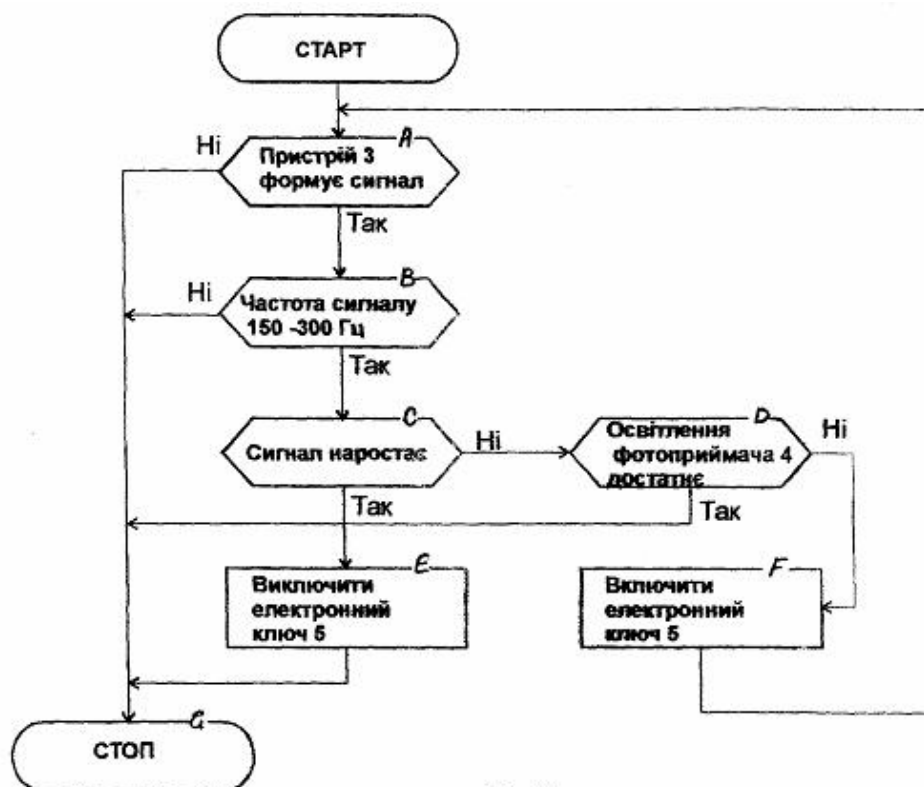 СТАРТ
A
Ні
Пристрій 3
формує сигнал
Так
B
Ні
Частота сигналу
150 -300 Гц
Так
C
Сигнал наростає
Ні
D
Освітлення
фотоприймача 4
достатнє
Ні
Так
Так
E
Виключити
електронний
ключ 5
F
Включити
електронний
ключ 5
G
СТОП